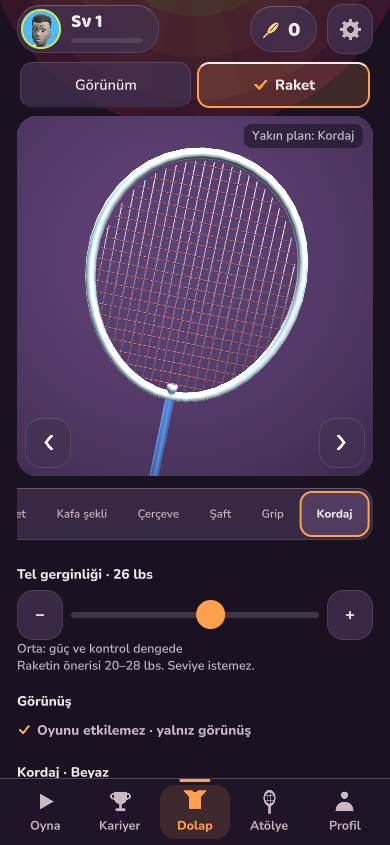 Sv 1
0
Görünüm
Raket
Yakın plan: Kordaj
et
Kafa şekli
Çerçeve
Şaft
Grip
Kordaj
Tel gerginliği · 26 lbs
Orta: güç ve kontrol dengede
Raketin önerisi 20–28 lbs. Seviye istemez.
Görünüş
Oyunu etkilemez · yalnız görünüş
Kordaj · Beyaz
Oyna
Kariyer
Dolap
Atölye
Profil